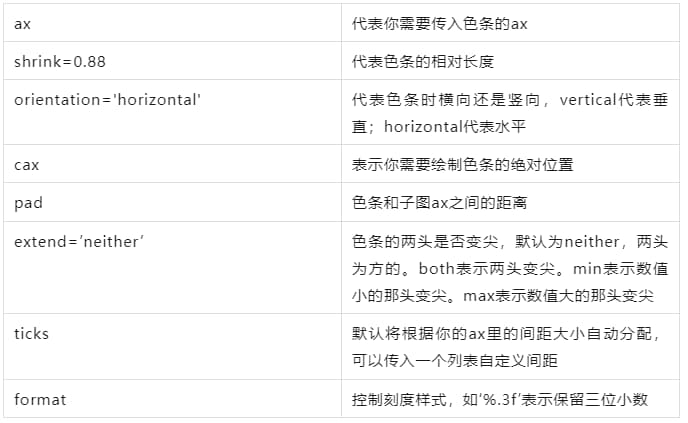 ax
代表你需要传入色条的ax
shrink=0.88
代表色条的相对长度
orientation='horizontal'
代表色条时横向还是竖向，vertical代表垂
直；horizontal代表水平
cax
表示你需要绘制色条的绝对位置
pad
色条和子图ax之间的距离
extend=’neither’
色条的两头是否变尖，默认为neither，两头
为方的。both表示两头变尖。min表示数值
小的那头变尖。max表示数值大的那头变尖
ticks
默认将根据你的ax里的间距大小自动分配，
可以传入一个列表自定义间距
format
控制刻度样式，如‘%.3f’表示保留三位小数